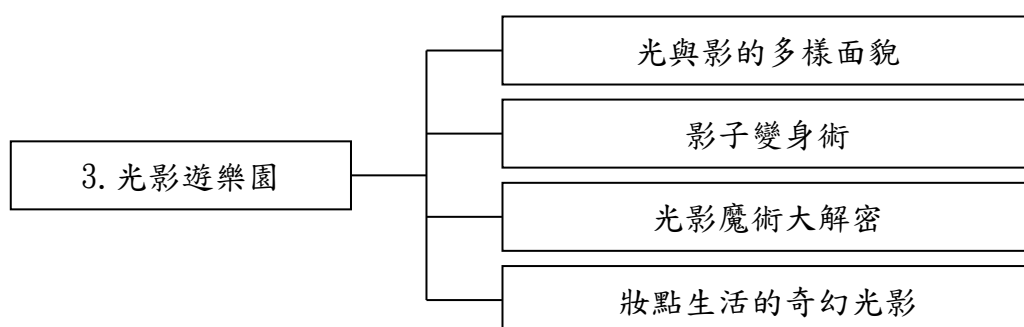 光與影的多樣面貌
影子變身術
3.光影遊樂園
光影魔術大解密
妝點生活的奇幻光影